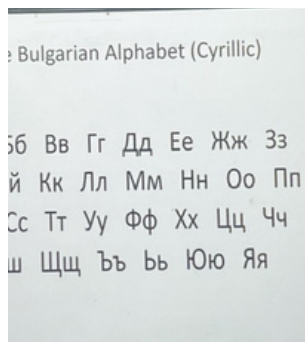 Bulgarian Alphabet (Cyrillic)
Вв Гг Дд Ее Жж Зз
Кк Лл Мм Нн Оо Пп
Сс Тт Уу Фф Хх Цц Чч
Щщ Ъъ Ьь Юю Яя